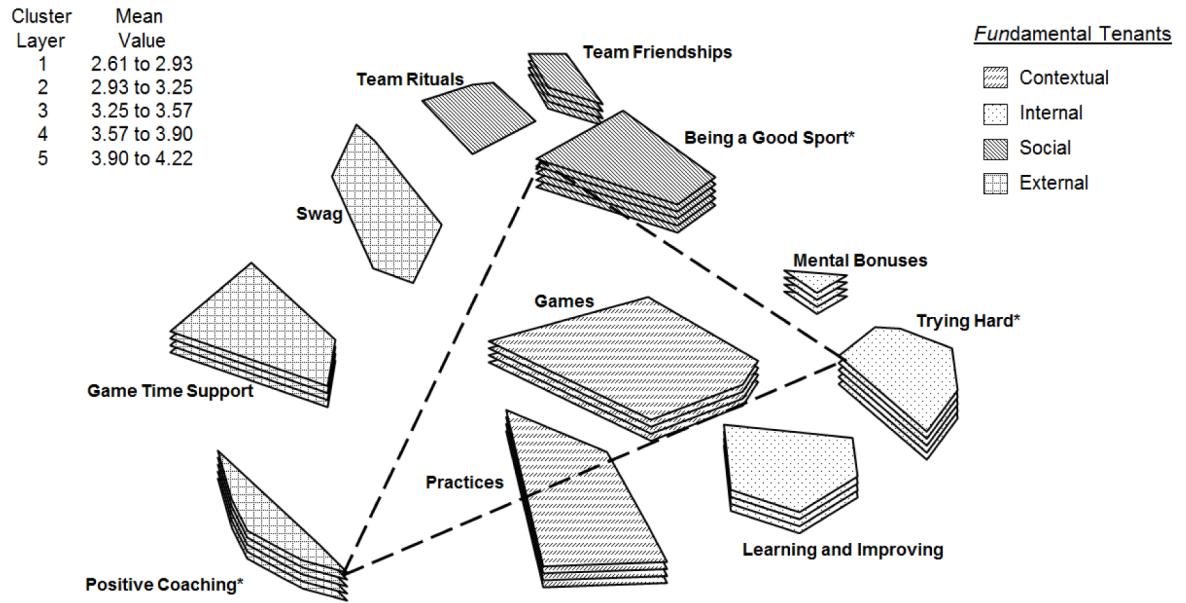 Cluster Mean
Layer Value
1 2.61 to 2.93
2 2.93 to 3.25
3 3.25 to 3.57
4 3.57 to 3.90
5 3.90 to 4.22
Fundamental Tenants
Contextual
Internal
Social
External
Team Friendships
Team Rituals
Being a Good Sport*
Swag
Mental Bonuses
Games
Trying Hard*
Game Time Support
Practices
Learning and Improving
Positive Coaching*